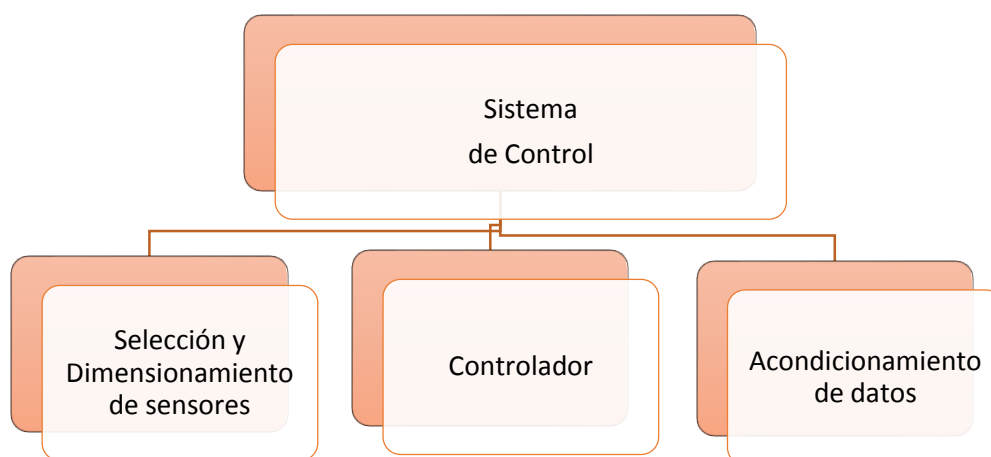 Sistema
de Control
Selección y
Dimensionamiento
de sensores
Controlador
Acondicionamiento
de datos